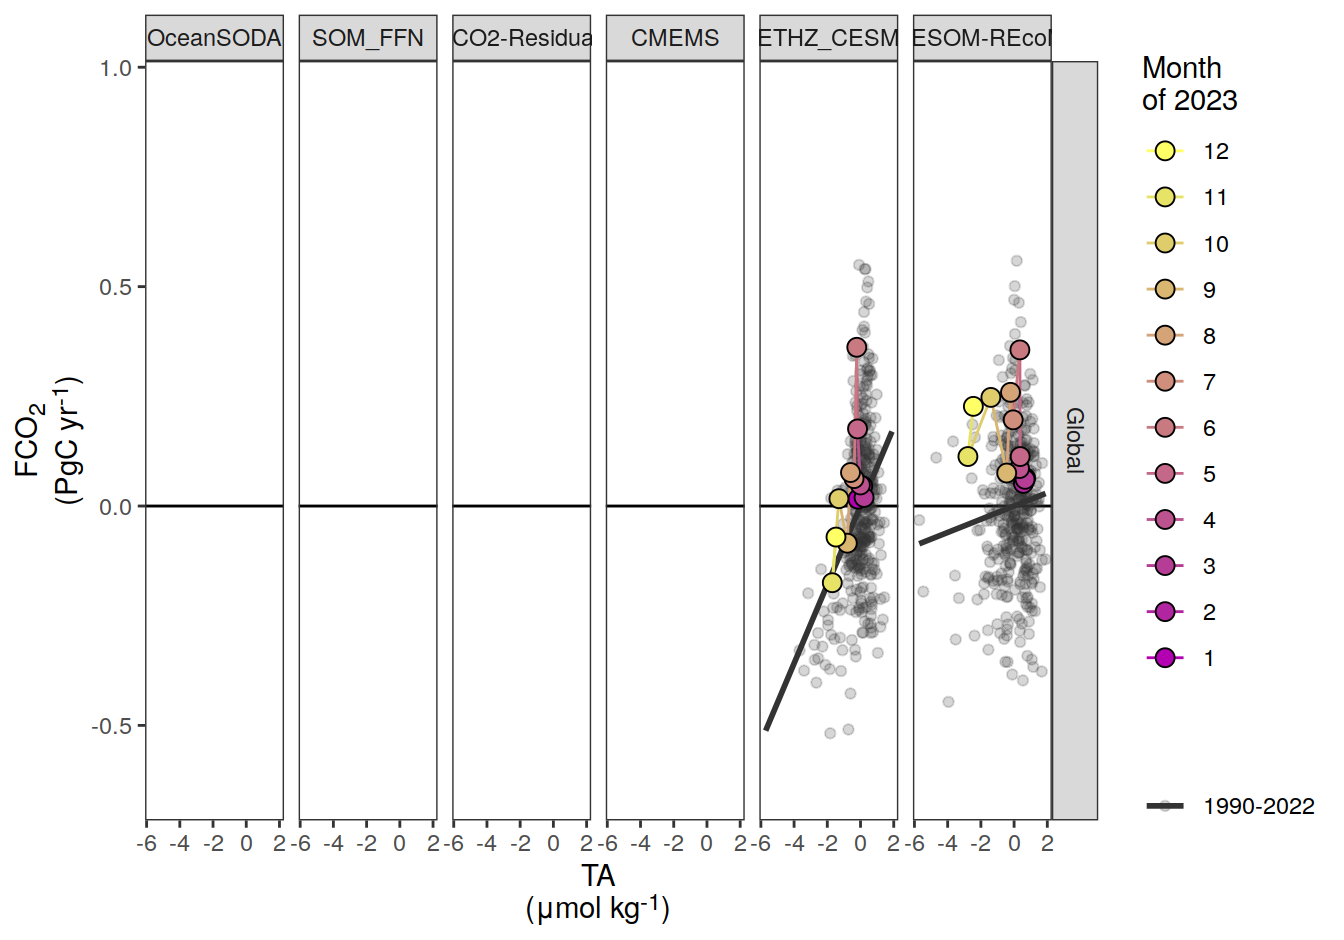 OceanSODA SOM_FFN CO2-Residua CMEMS ETHZ_CESM ESOM-REcoI
Month
of 2023
12
11
10
9
8
7
6
5
4
3
2
1
1990-2022
Global
1.0
0.5
0.0
-0.5
FCO2
(PgC yr-1)
-6 -4 -2 0 2 -6 -4 -2 0 2 -6 -4 -2 0 2 -6 -4 -2 0 2 -6 -4 -2 0 2 -6 -4 -2 0 2
TA
(µmol kg-1)